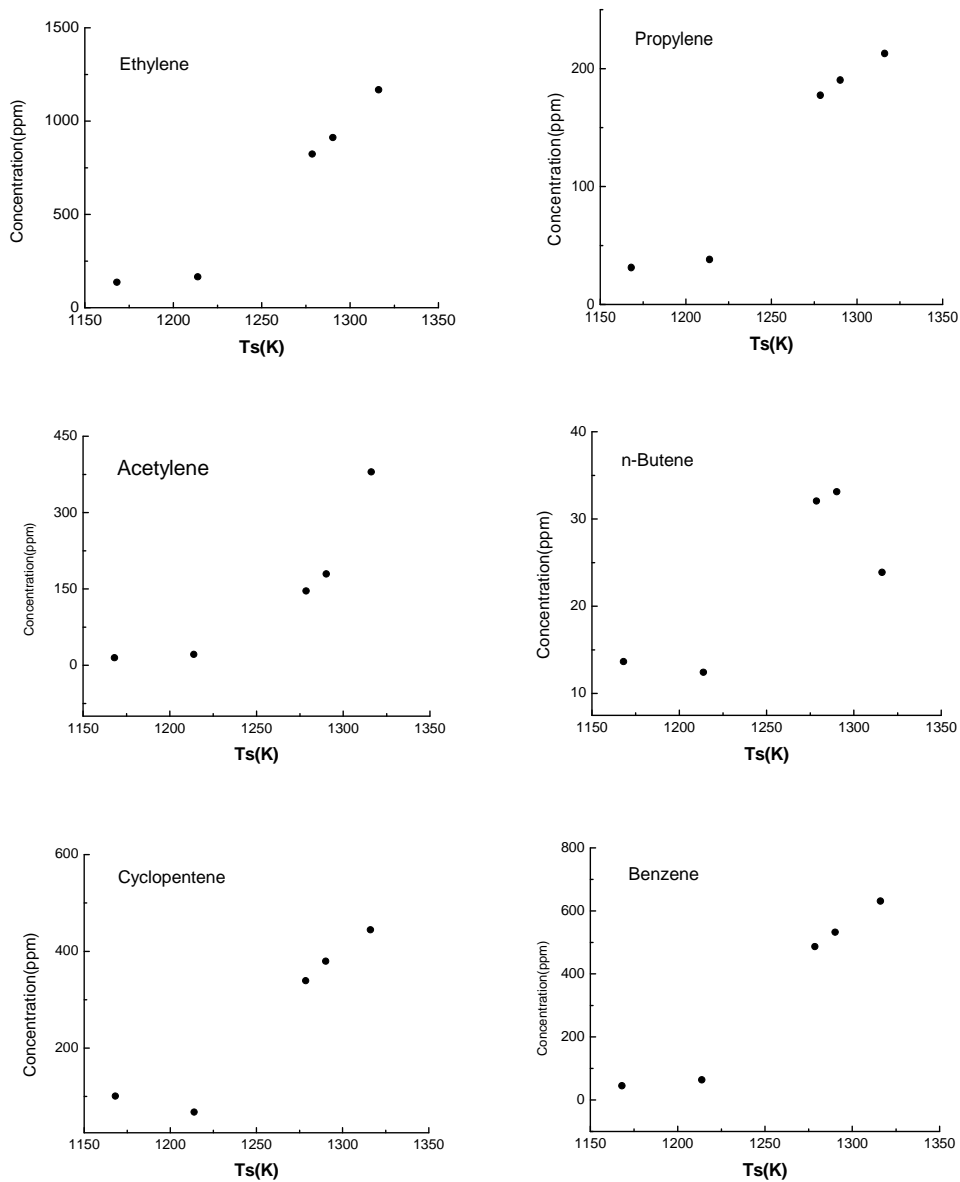 Ethylene
Concentration(ppm)
1500
1000
500
0
1150 1200 1250 1300 1350
Ts(K)
Propylene
Concentration(ppm)
200
100
0
1150 1200 1250 1300 1350
Ts(K)
Acetylene
Concentration(ppm)
450
300
150
0
1150 1200 1250 1300 1350
Ts(K)
n-Butene
Concentration(ppm)
40
30
20
10
1150 1200 1250 1300 1350
Ts(K)
Cyclopentene
Concentration(ppm)
600
400
200
1150 1200 1250 1300 1350
Ts(K)
Benzene
Concentration(ppm)
800
600
400
200
0
1150 1200 1250 1300 1350
Ts(K)